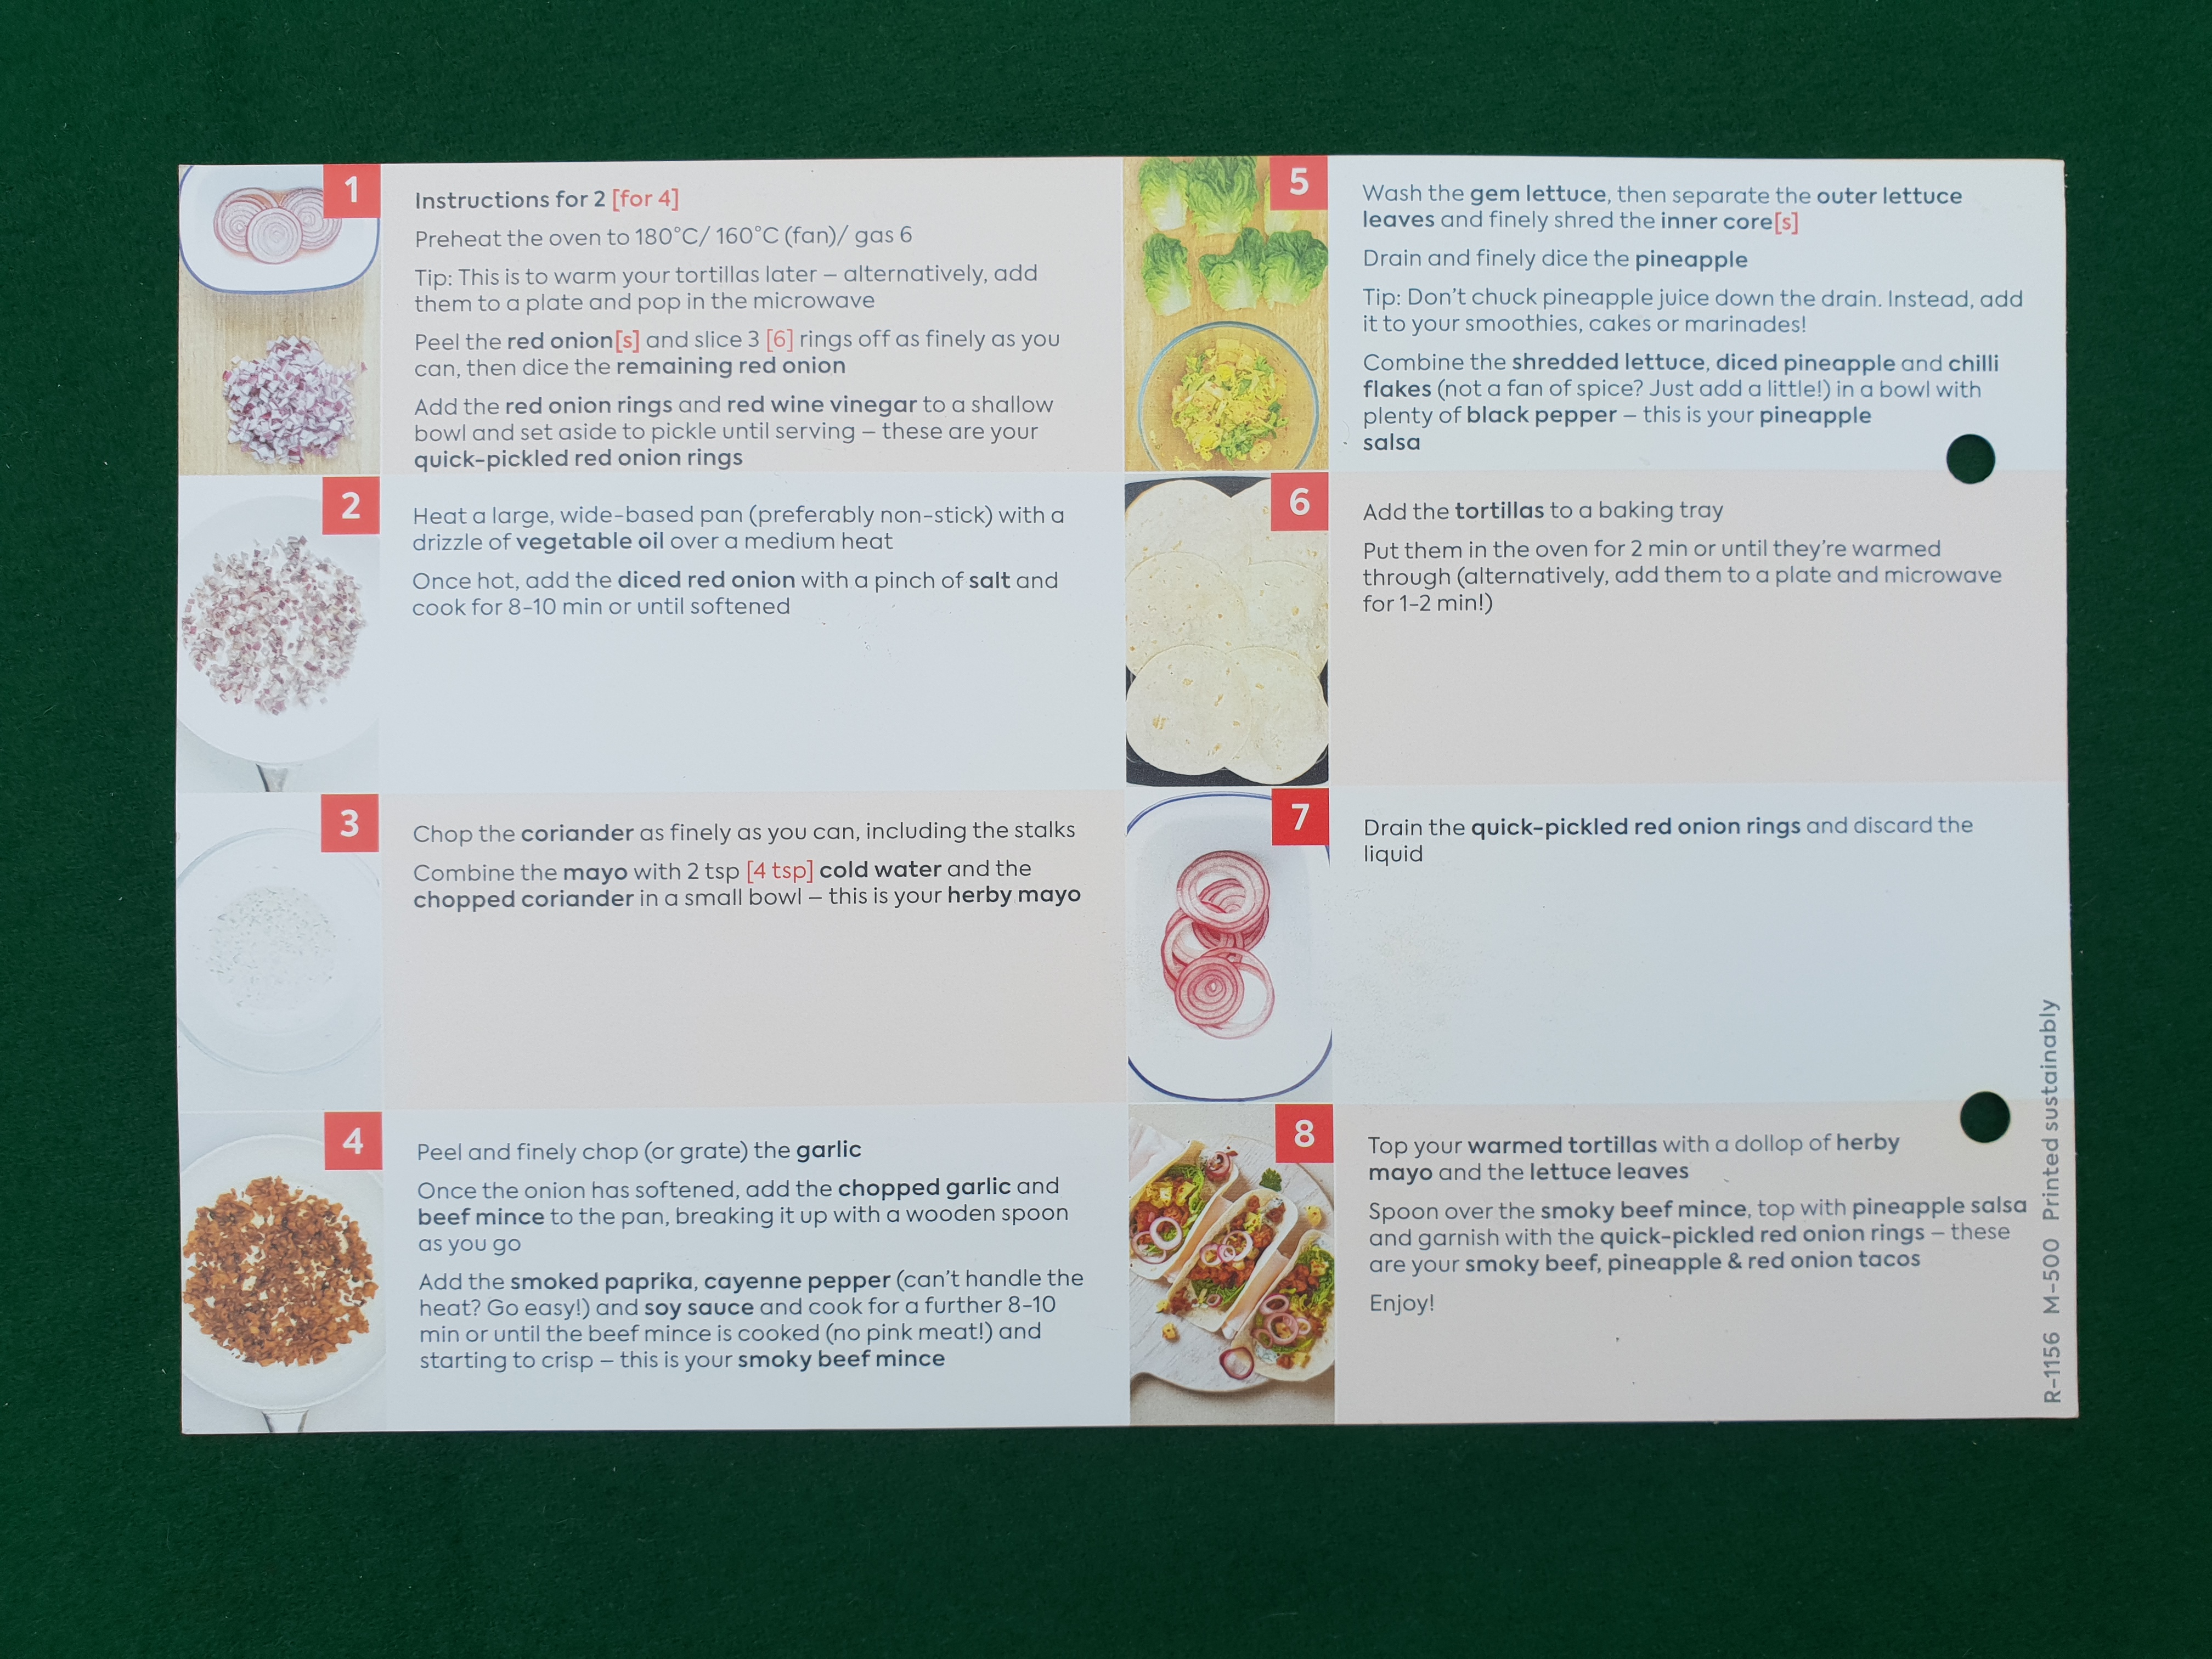 1
Instructions for 2 [for 4]
Preheat the oven to 180°C/ 160°C (fan)/ gas 6
Tip: This is to warm your tortillas later – alternatively, add
them to a plate and pop in the microwave
Peel the red onion[s] and slice 3 [6] rings off as finely as you
can, then dice the remaining red onion
Add the red onion rings and red wine vinegar to a shallow
bowl and set aside to pickle until serving – these are your
quick-pickled red onion rings
2
Heat a large, wide-based pan (preferably non-stick) with a
drizzle of vegetable oil over a medium heat
Once hot, add the diced red onion with a pinch of salt and
cook for 8-10 min or until softened
3
Chop the coriander as finely as you can, including the stalks
Combine the mayo with 2 tsp [4 tsp] cold water and the
chopped coriander in a small bowl – this is your herby mayo
4
Peel and finely chop (or grate) the garlic
Once the onion has softened, add the chopped garlic and
beef mince to the pan, breaking it up with a wooden spoon
as you go
Add the smoked paprika, cayenne pepper (can't handle the
heat? Go easy!) and soy sauce and cook for a further 8-10
min or until the beef mince is cooked (no pink meat!) and
starting to crisp – this is your smoky beef mince
5
Wash the gem lettuce, then separate the outer lettuce
leaves and finely shred the inner core[s]
Drain and finely dice the pineapple
Tip: Don't chuck pineapple juice down the drain. Instead, add
it to your smoothies, cakes or marinades!
Combine the shredded lettuce, diced pineapple and chilli
flakes (not a fan of spice? Just add a little!) in a bowl with
plenty of black pepper – this is your pineapple
salsa
6
Add the tortillas to a baking tray
Put them in the oven for 2 min or until they're warmed
through (alternatively, add them to a plate and microwave
for 1-2 min!)
7
Drain the quick-pickled red onion rings and discard the
liquid
8
Top your warmed tortillas with a dollop of herby
mayo and the lettuce leaves
Spoon over the smoky beef mince, top with pineapple salsa
and garnish with the quick-pickled red onion rings – these
are your smoky beef, pineapple & red onion tacos
Enjoy!
R-1156 M-500 Printed sustainably